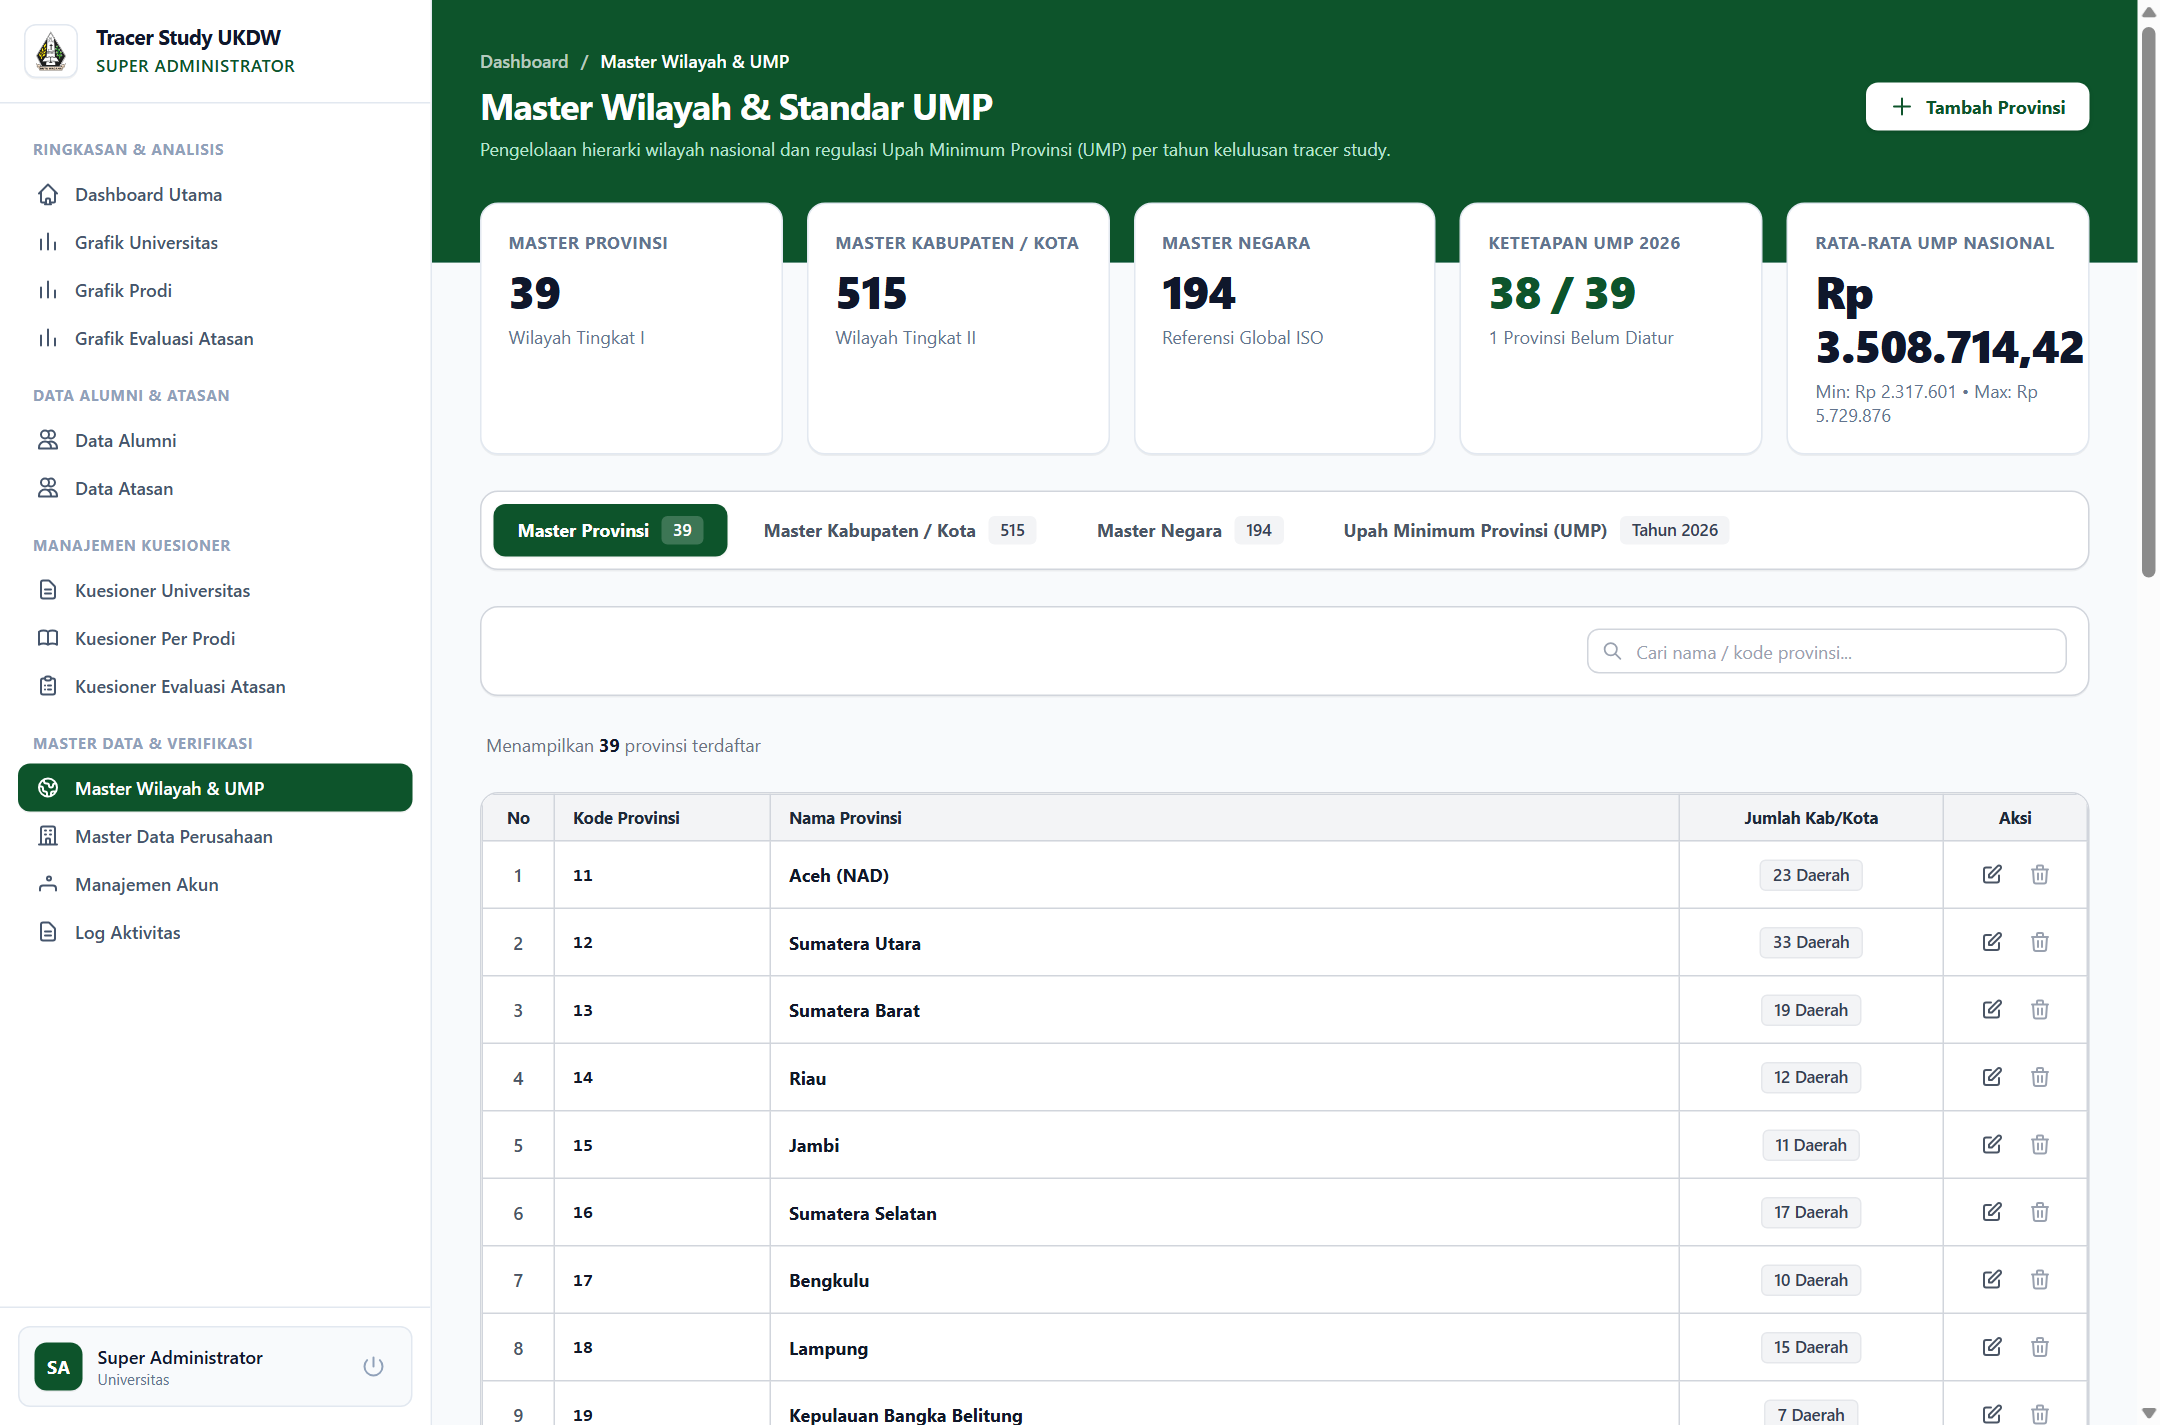 Tracer Study UKDW
SUPER ADMINISTRATOR
RINGKASAN & ANALISIS
Dashboard Utama
Grafik Universitas
Grafik Prodi
Grafik Evaluasi Atasan
DATA ALUMNI & ATASAN
Data Alumni
Data Atasan
MANAJEMEN KUESIONER
Kuesioner Universitas
Kuesioner Per Prodi
Kuesioner Evaluasi Atasan
MASTER DATA & VERIFIKASI
Master Wilayah & UMP
Master Data Perusahaan
Manajemen Akun
Log Aktivitas
SA
Super Administrator
Universitas
Dashboard / Master Wilayah & UMP
Master Wilayah & Standar UMP
Pengelolaan hierarki wilayah nasional dan regulasi Upah Minimum Provinsi (UMP) per tahun kelulusan tracer study.
Tambah Provinsi
MASTER PROVINSI
39
Wilayah Tingkat I
MASTER KABUPATEN / KOTA
515
Wilayah Tingkat II
MASTER NEGARA
194
Referensi Global ISO
KETETAPAN UMP 2026
38 / 39
1 Provinsi Belum Diatur
RATA-RATA UMP NASIONAL
Rp
3.508.714,42
Min: Rp 2.317.601 • Max: Rp
5.729.876
Master Provinsi 39 Master Kabupaten / Kota 515 Master Negara 194 Upah Minimum Provinsi (UMP) Tahun 2026
Cari nama / kode provinsi...
Menampilkan 39 provinsi terdaftar
No Kode Provinsi Nama Provinsi Jumlah Kab/Kota Aksi
1 11 Aceh (NAD) 23 Daerah
2 12 Sumatera Utara 33 Daerah
3 13 Sumatera Barat 19 Daerah
4 14 Riau 12 Daerah
5 15 Jambi 11 Daerah
6 16 Sumatera Selatan 17 Daerah
7 17 Bengkulu 10 Daerah
8 18 Lampung 15 Daerah
9 19 Kepulauan Bangka Belitung 7 Daerah